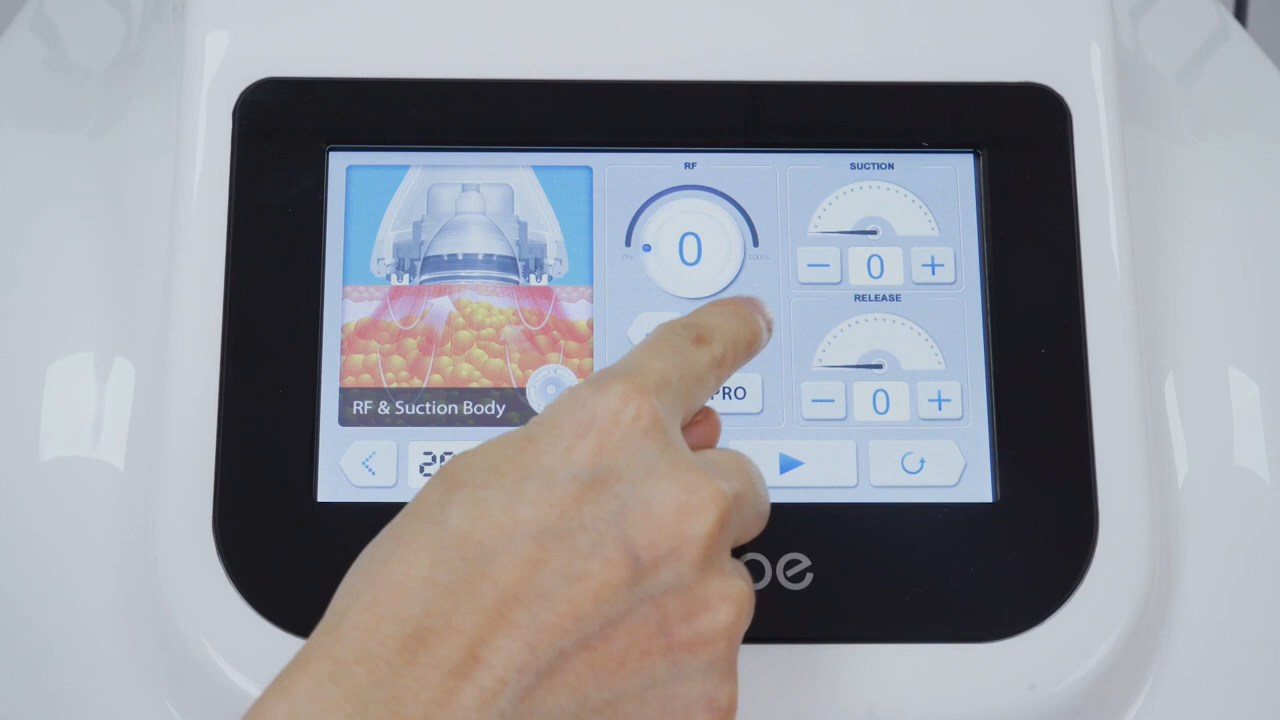 RF
0
0%
100%
PRO
SUCTION
0
RELEASE
0
RF & Suction Body